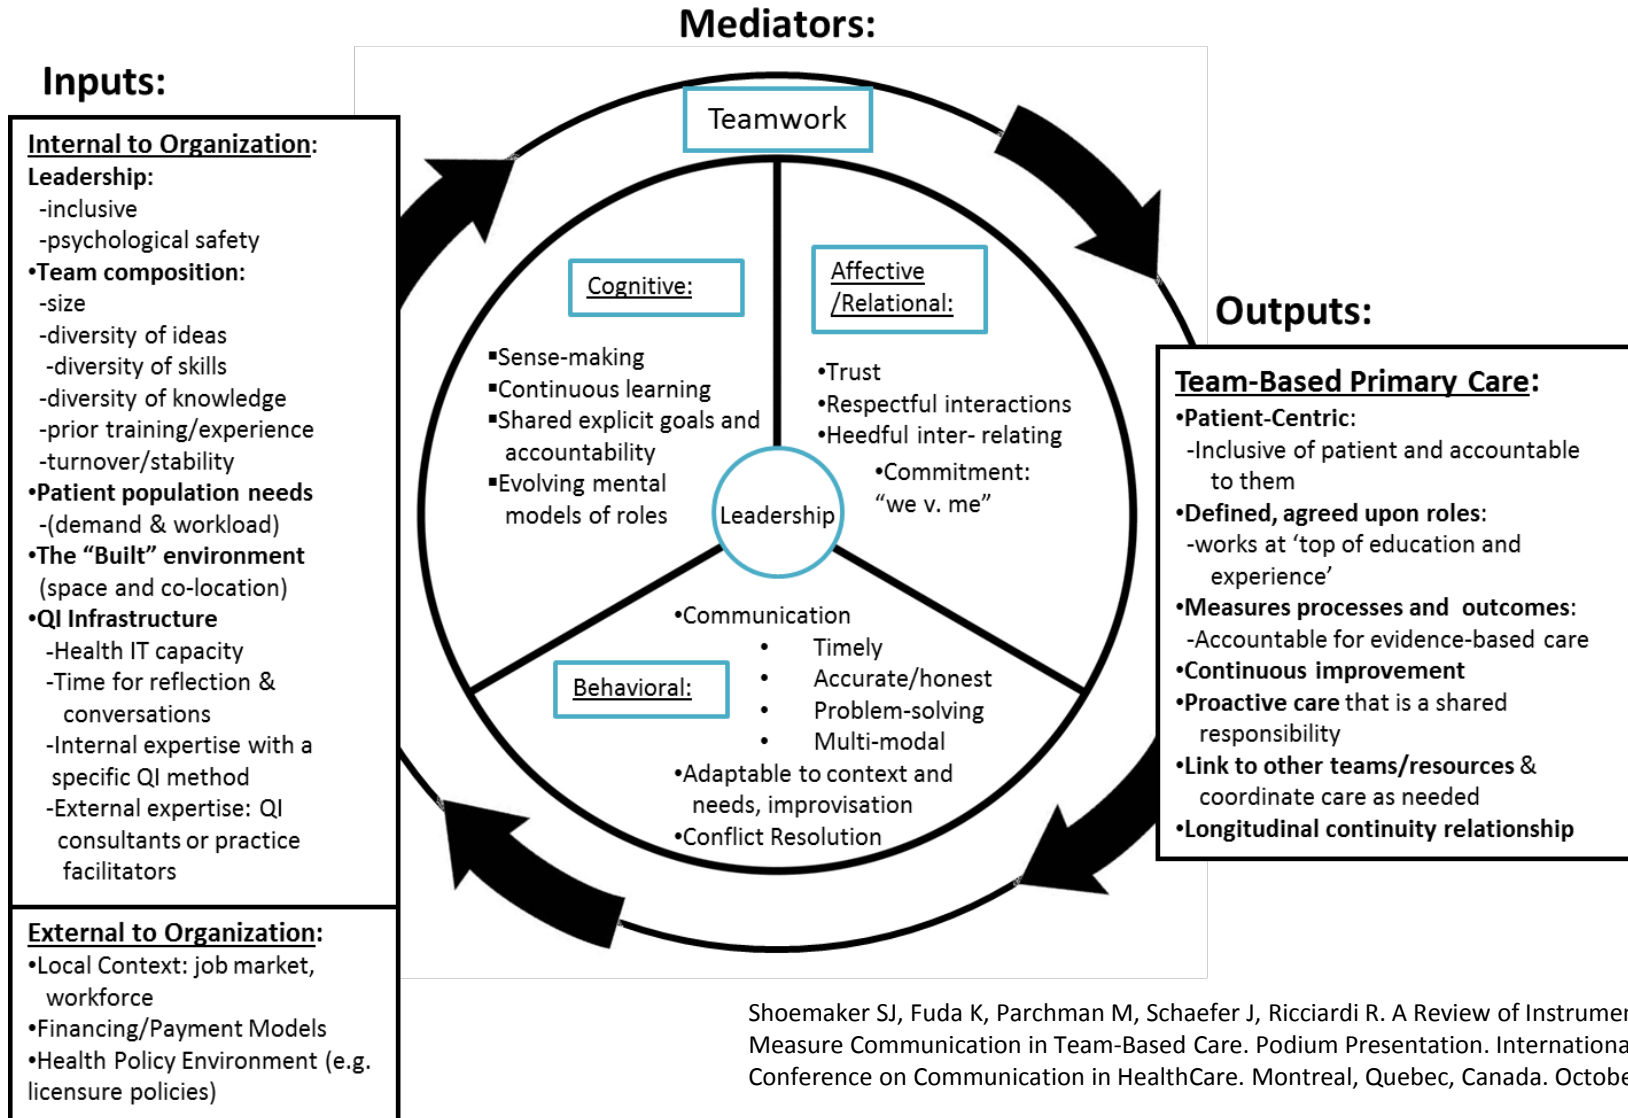 Mediators:
Inputs:
Internal to Organization:
Leadership:
-inclusive
-psychological safety
•Team composition:
-size
-diversity of ideas
-diversity of skills
-diversity of knowledge
-prior training/experience
-turnover/stability
•Patient population needs
-(demand & workload)
•The “Built” environment
(space and co-location)
•QI Infrastructure
-Health IT capacity
-Time for reflection &
conversations
-Internal expertise with a
specific QI method
-External expertise: QI
consultants or practice
facilitators
External to Organization:
•Local Context: job market,
workforce
•Financing/Payment Models
•Health Policy Environment (e.g.
licensure policies)
Teamwork
Cognitive:
▪Sense-making
▪Continuous learning
▪Shared explicit goals and
accountability
▪Evolving mental
models of roles
Affective
/Relational:
•Trust
•Respectful interactions
•Heedful inter- relating
•Commitment:
“we v. me”
Leadership
Behavioral:
•Communication
• Timely
• Accurate/honest
• Problem-solving
• Multi-modal
•Adaptable to context and
needs, improvisation
•Conflict Resolution
Outputs:
Team-Based Primary Care:
•Patient-Centric:
-Inclusive of patient and accountable
to them
•Defined, agreed upon roles:
-works at ‘top of education and
experience’
•Measures processes and outcomes:
-Accountable for evidence-based care
•Continuous improvement
•Proactive care that is a shared
responsibility
•Link to other teams/resources &
coordinate care as needed
•Longitudinal continuity relationship
Shoemaker SJ, Fuda K, Parchman M, Schaefer J, Ricciardi R. A Review of
Measure Communication in Team-Based Care. Podium Presentation.
Conference on Communication in HealthCare. Montreal, Quebec, Canada.